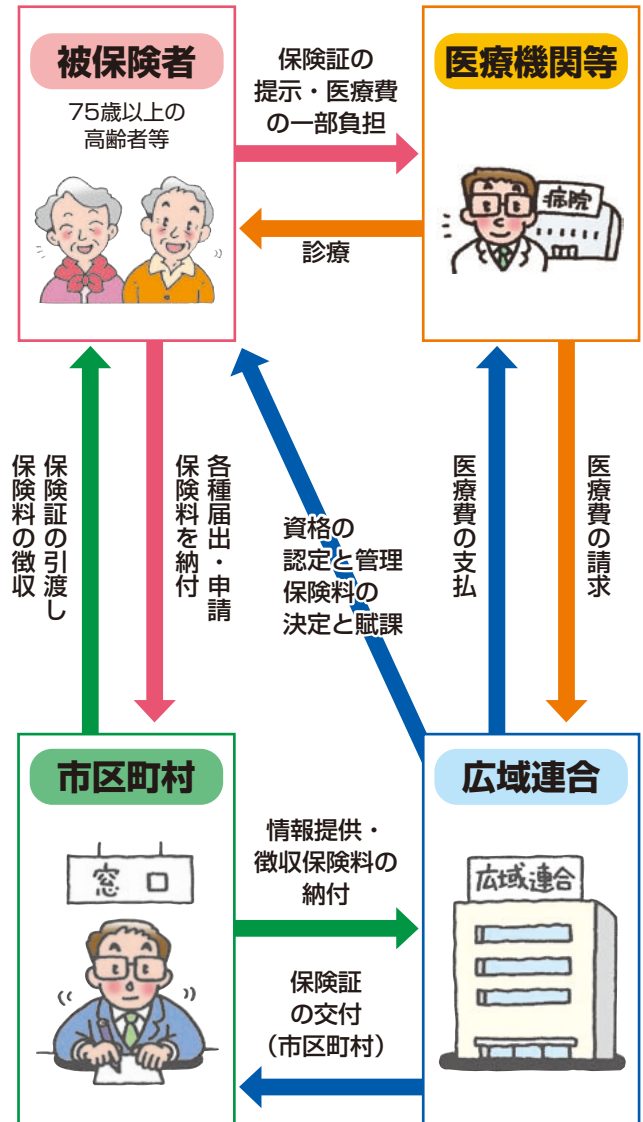 被保険者
75歳以上の
高齢者等
保険証の
提示・医療費
の一部負担
医療機関等
病院
診療
保険証の引渡し
保険料の徴収
各種届出・申請
保険料を納付
資格の
認定と管理
保険料の
決定と賦課
医療費の支払
医療費の請求
市区町村
窓口
情報提供・
徴収保険料の
納付
保険証
の交付
（市区町村）
広域連合
広域連合